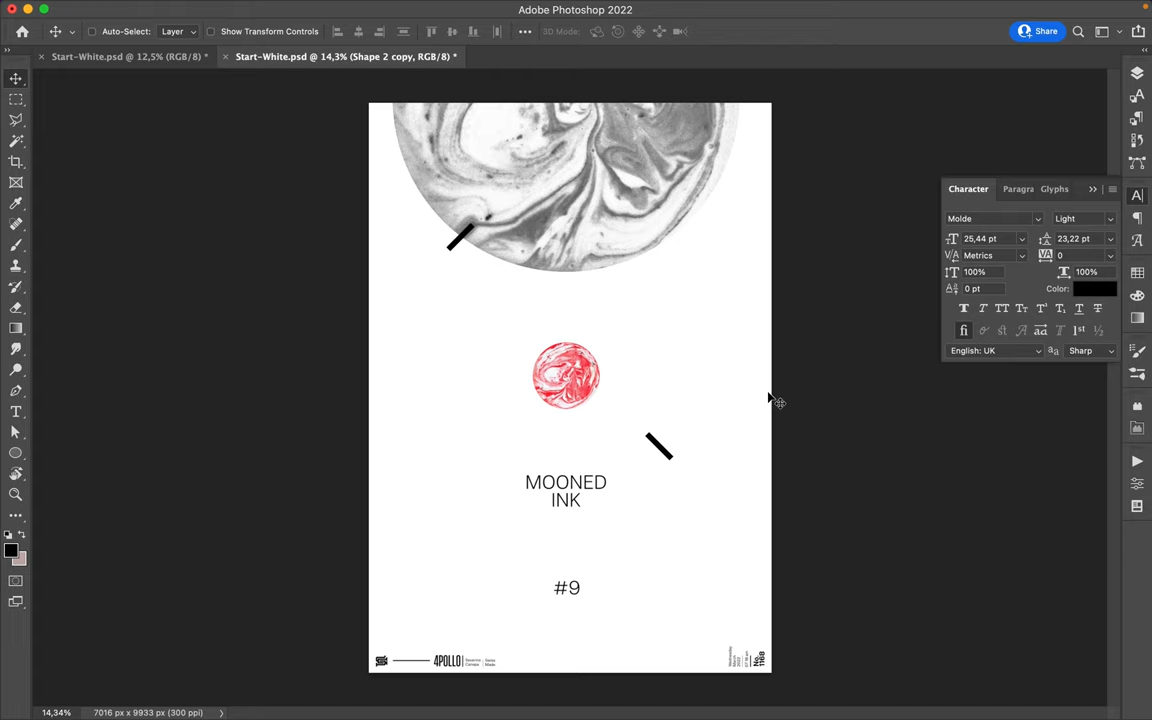 Adobe Photoshop 2022
Auto-Select: Layer Show Transform Controls 3D Mode: Share
Start-White.psd @ 12,5% (RGB/8) * Start-White.psd @ 14,3% (Shape 2 copy, RGB/8) *
Character Paragra Glyphs
Molde Light
25,44 pt 23,22 pt
Metrics 0
100% 100%
0 pt Color:
English: UK Sharp
MOONED
INK
#9
4POLLO
No.
1168
14,34% 7016 px x 9933 px (300 ppi)